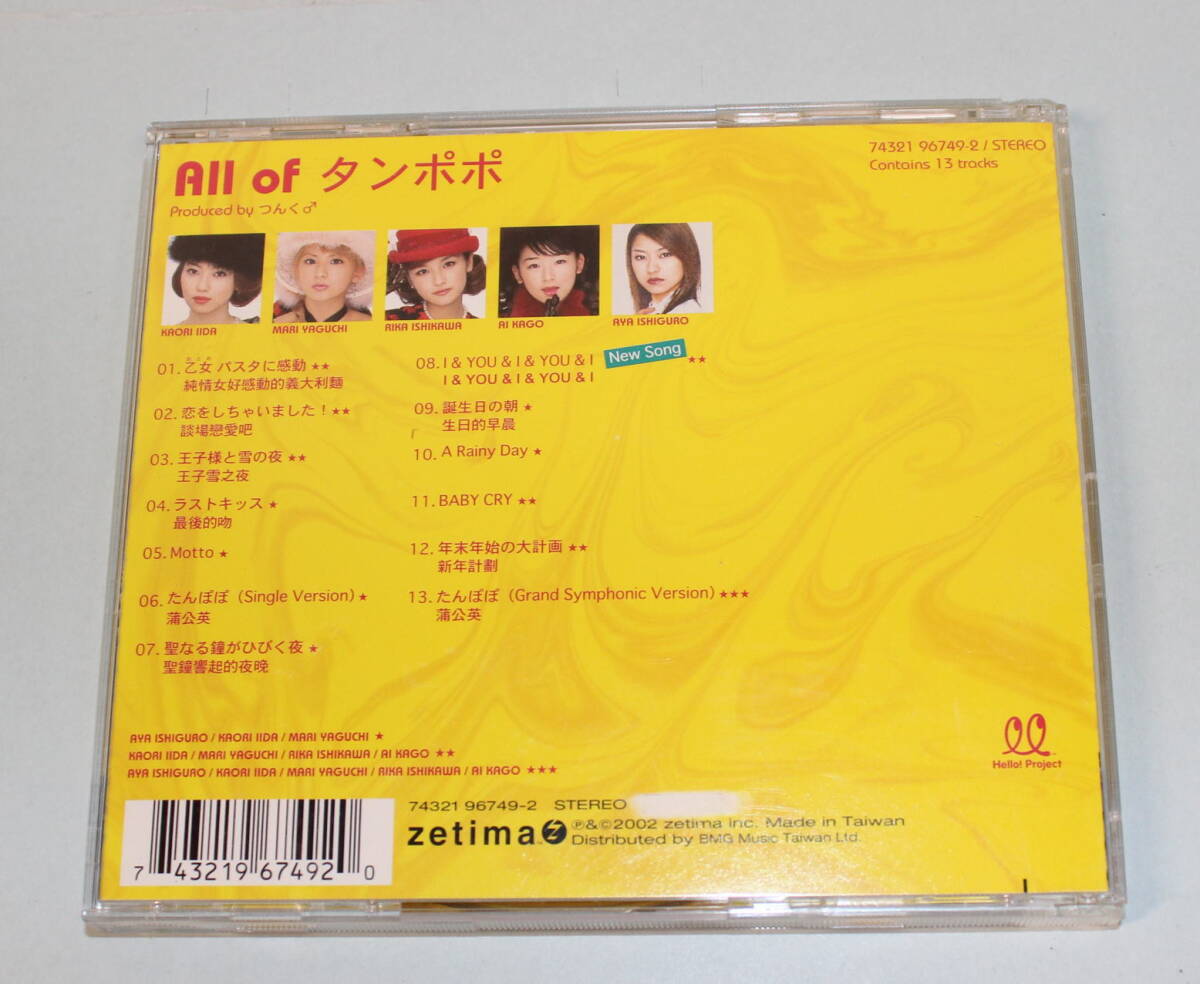 All of タンポポ
Produced by つんく♂
74321 96749-2 / STEREO
Contains 13 tracks
KAORI IIDA
MARI YAGUCHI
RIKA ISHIKAWA
AI KAGO
AYA ISHIGURO
おとめ
01. 乙女 パスタに感動 ★★
純情女好感動的義大利麵
02. 恋をしちゃいました! ★★
談場戀愛吧
03. 王子様と雪の夜 ★★
王子雪之夜
04. ラストキッス ★
最後的吻
05. Motto ★
06. たんぽぽ (Single Version) ★
蒲公英
07. 聖なる鐘がひびく夜 ★
聖鐘響起的夜晚
08. I & YOU & I & YOU & I New Song ★★
I & YOU & I & YOU & I
09. 誕生日の朝 ★
生日的早晨
10. A Rainy Day ★
11. BABY CRY ★★
12. 年末年始の大計画 ★★
新年計劃
13. たんぽぽ (Grand Symphonic Version) ★★★
蒲公英
AYA ISHIGURO / KAORI IIDA / MARI YAGUCHI ★
KAORI IIDA / MARI YAGUCHI / RIKA ISHIKAWA / AI KAGO ★★
AYA ISHIGURO / KAORI IIDA / MARI YAGUCHI / RIKA ISHIKAWA / AI KAGO ★★★
Hello! Project
7 43219 67492 0
74321 96749-2 STEREO
zetima
℗&©2002 zetima Inc. Made in Taiwan
Distributed by BMG Music Taiwan Ltd.